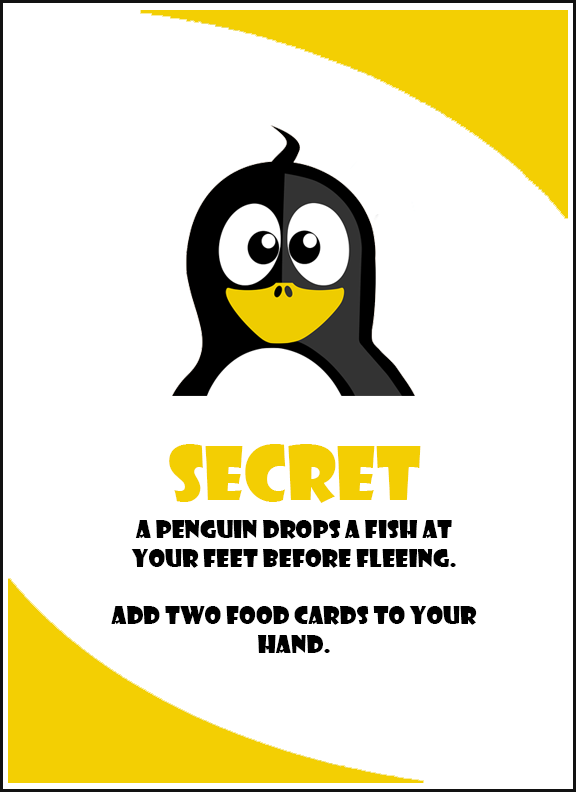 SECRET
A PENGUIN DROPS A FISH AT
YOUR FEET BEFORE FLEEING.
ADD TWO FOOD CARDS TO YOUR
HAND.